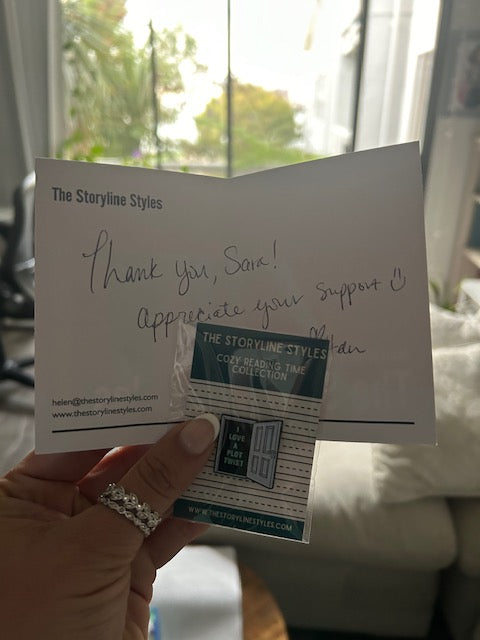 The Storyline Styles
Thank you, Sara!
Appreciate your support
THE STORYLINE STYLES
COZY READING TIME
COLLECTION
helen@thestorylinestyles.com
www.thestorylinestyles.com
I
LOVE
A
PLOT
TWIST
WWW.THESTORYLINESTYLES.COM